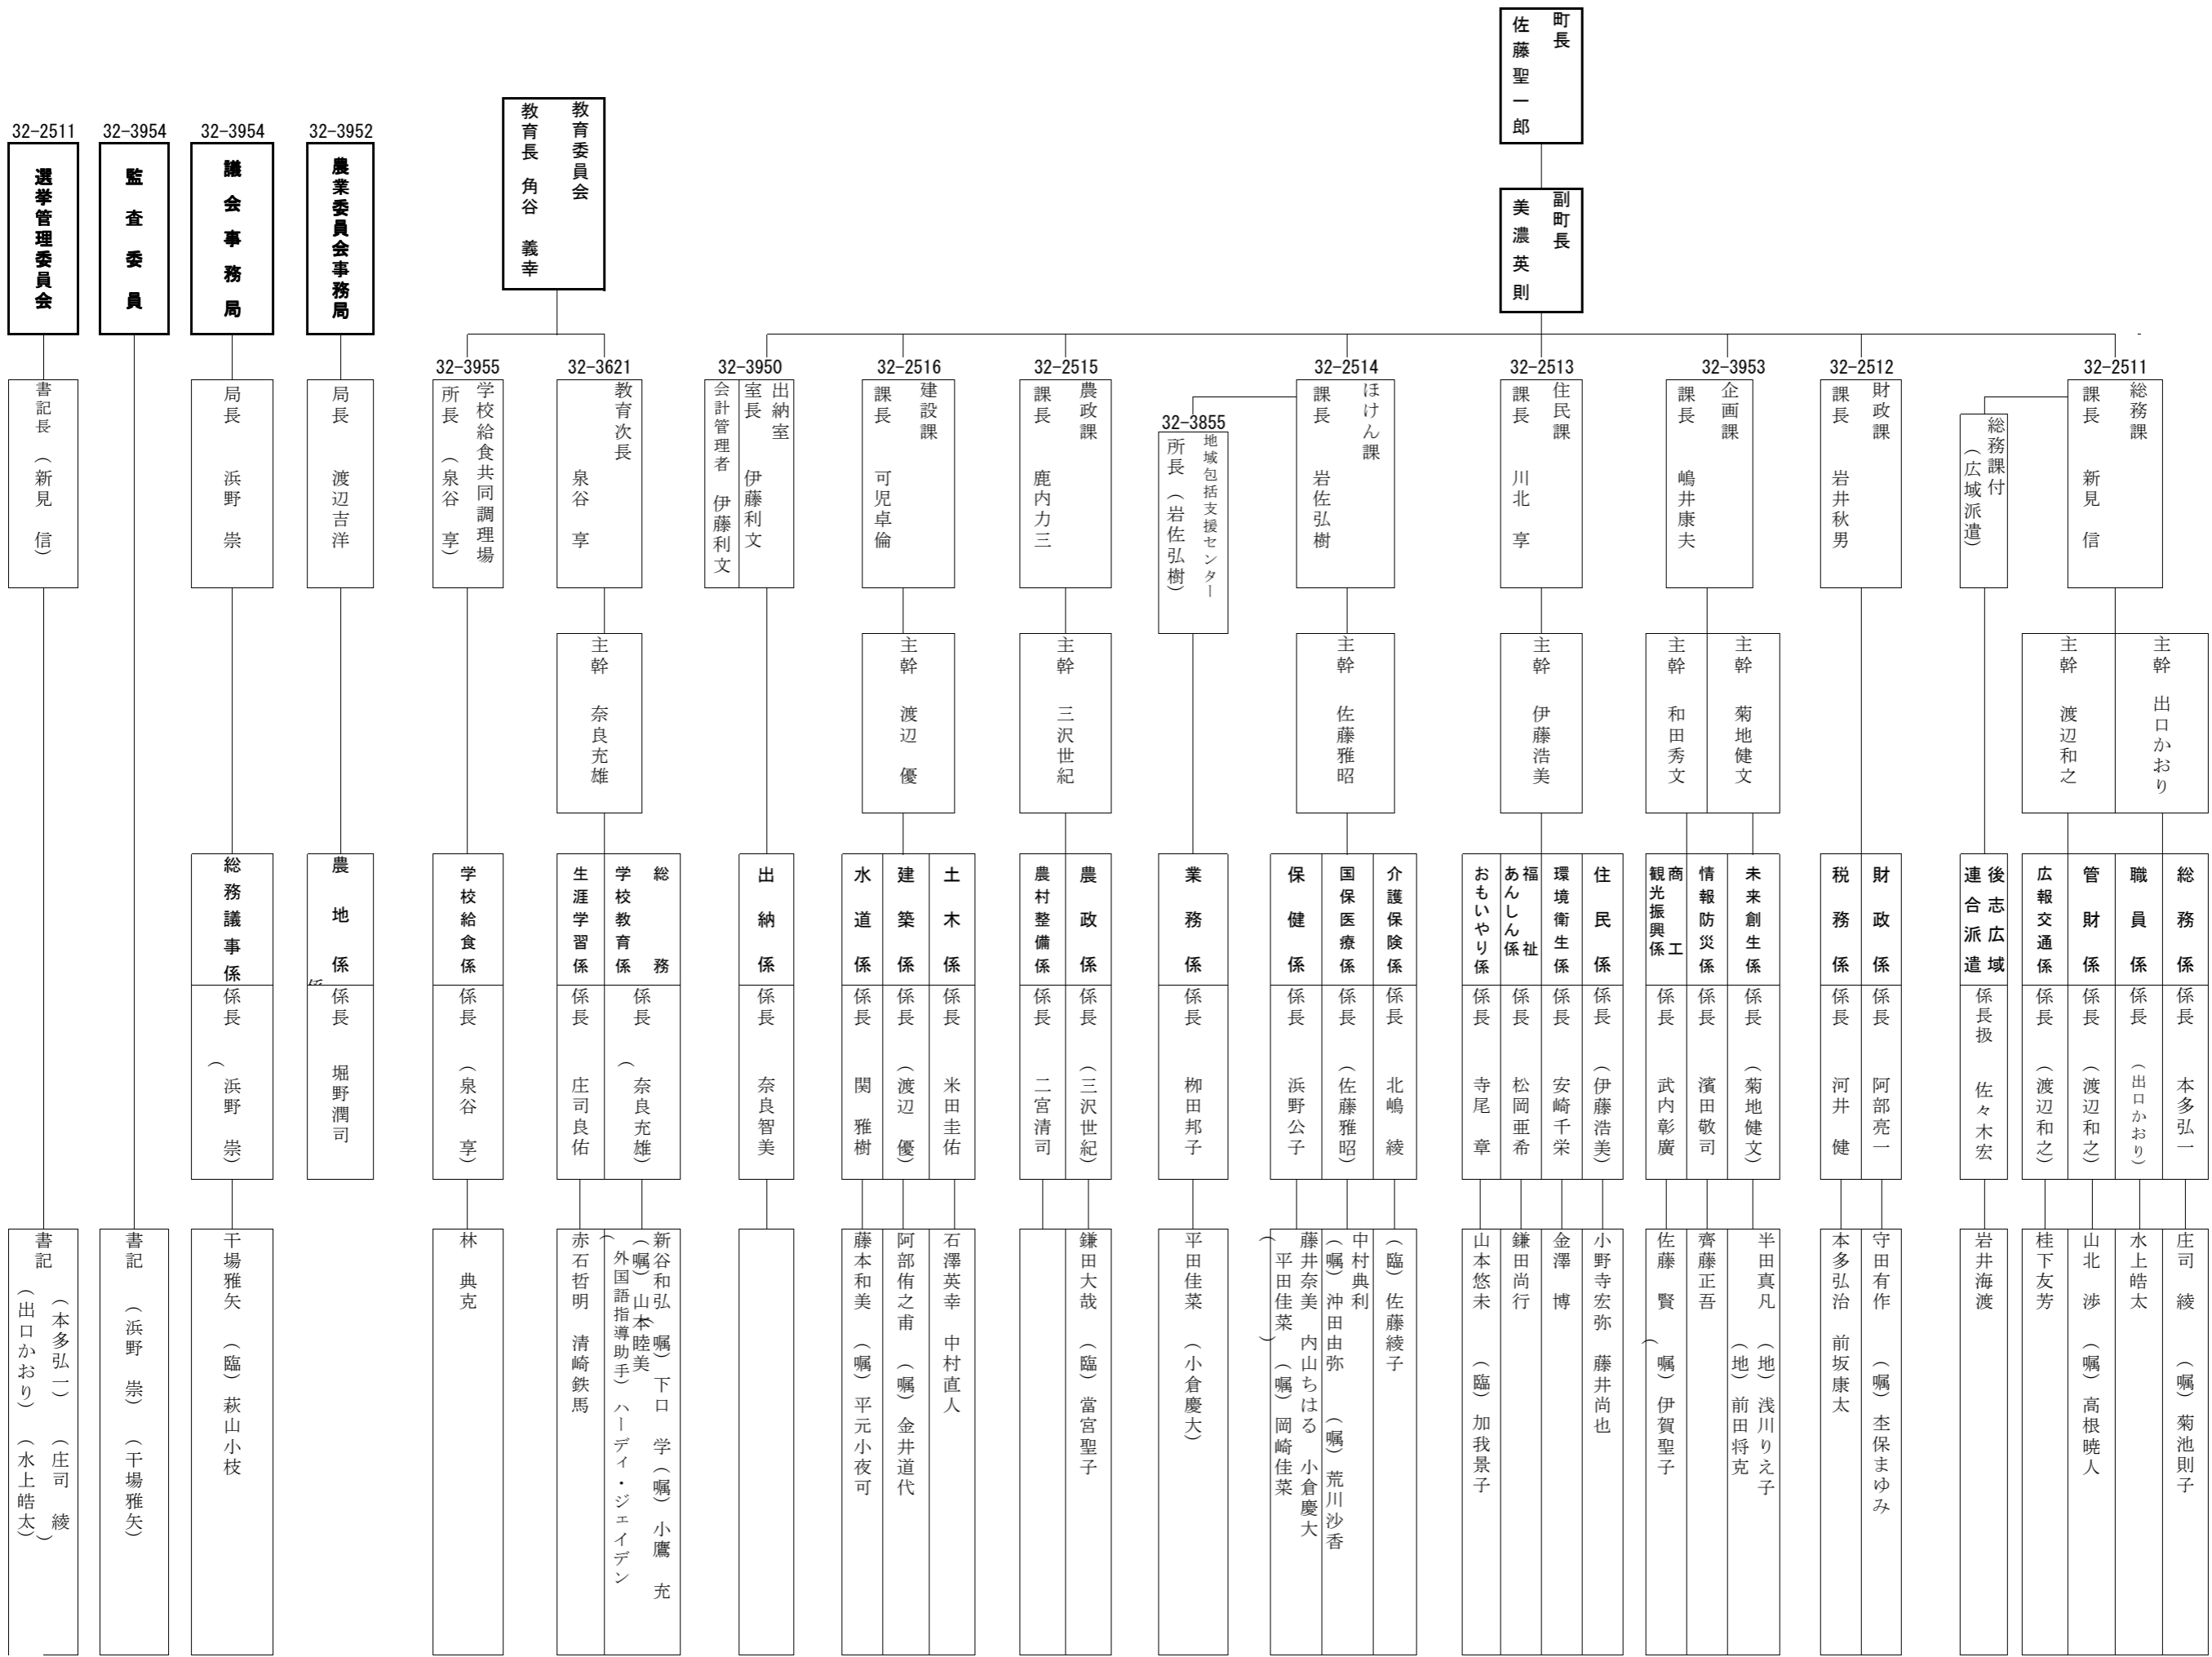 町長
佐藤聖一郎
副町長
美濃英則
教育委員会
教育長 角谷 義幸
32-2511
32-3954
32-3954
32-3952
農業委員会事務局
議会事務局
監査委員
選挙管理委員会
32-2511
総務課
課長 新見 信
総務課付
（広域派遣）
32-2512
財政課
課長 岩井秋男
32-3953
企画課
課長 嶋井康夫
32-2513
住民課
課長 川北 享
32-2514
ほけん課
課長 岩佐弘樹
32-3855
地域包括支援センター
所長（岩佐弘樹）
32-2515
農政課
課長 鹿内力三
32-2516
建設課
課長 可児卓倫
32-3950
出納室
室長 伊藤利文
会計管理者 伊藤利文
32-3621
教育次長
泉谷 享
32-3955
学校給食共同調理場
所長（泉谷 享）
局長 渡辺吉洋
局長 浜野 崇
書記長（新見 信）
主幹 出口かおり
主幹 渡辺和之
主幹 菊地健文
主幹 和田秀文
主幹 伊藤浩美
主幹 佐藤雅昭
主幹 三沢世紀
主幹 渡辺 優
主幹 奈良充雄
総務係
職員係
管財係
広報交通係
後志広域
連合派遣
財政係
税務係
未来創生係
情報防災係
商工
観光振興係
住民係
環境衛生係
福祉
あんしん係
おもいやり係
介護保険係
国保医療係
保健係
業務係
農政係
農村整備係
土木係
建築係
水道係
出納係
総務
学校教育係
生涯学習係
学校給食係
農地係
係
総務議事係
係長 本多弘一
係長（出口かおり）
係長（渡辺和之）
係長（渡辺和之）
係長扱 佐々木宏
係長 阿部亮一
係長 河井 健
係長（菊地健文）
係長 濱田敬司
係長 武内彰廣
係長（伊藤浩美）
係長 安崎千栄
係長 松岡亜希
係長 寺尾 章
係長 北嶋 綾
係長（佐藤雅昭）
係長 浜野公子
係長 栁田邦子
係長（三沢世紀）
係長 二宮清司
係長 米田圭佑
係長（渡辺 優）
係長 関 雅樹
係長 奈良智美
係長（奈良充雄）
係長 庄司良佑
係長（泉谷 享）
係長 堀野潤司
係長（浜野 崇）
庄司 綾 （嘱）菊池則子
水上皓太
山北 渉 （嘱）高根暁人
桂下友芳
岩井海渡
守田有作 （嘱）杢保まゆみ
本多弘治 前坂康太
半田真凡 （地）浅川りえ子
（地）前田将克
齊藤正吾
佐藤 賢 （嘱）伊賀聖子
小野寺宏弥 藤井尚也
金澤 博
鎌田尚行
山本悠未 （臨）加我景子
（臨）佐藤綾子
中村典利
（嘱）沖田由弥 （嘱）荒川沙香
藤井奈美 内山ちはる 小倉慶大
（平田佳菜） （嘱）岡崎佳菜
平田佳菜 （小倉慶大）
鎌田大哉 （臨）當宮聖子
石澤英幸 中村直人
阿部侑之甫 （嘱）金井道代
藤本和美 （嘱）平元小夜可
新谷和弘（嘱）下口 学（嘱）小鷹 充
（嘱）山本睦美
（外国語指導助手）ハーディ・ジェイデン
赤石哲明 清崎鉄馬
林 典克
干場雅矢 （臨）萩山小枝
書記 （浜野 崇）（干場雅矢）
書記 （本多弘一）（庄司 綾）
（出口かおり）（水上皓太）